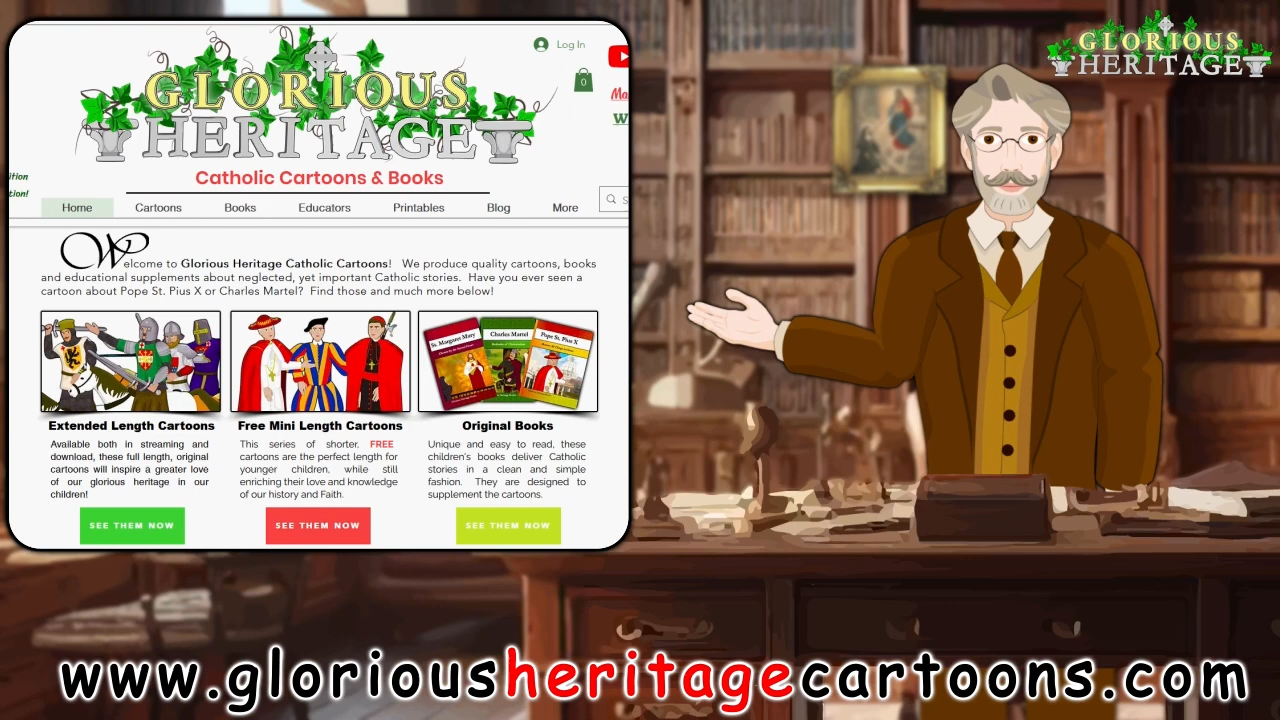 GLORIOUS
HERITAGE
Log In
0
GLORIOUS
HERITAGE
Catholic Cartoons & Books
tion!
Home Cartoons Books Educators Printables Blog More
Welcome to Glorious Heritage Catholic Cartoons! We produce quality cartoons, books
and educational supplements about neglected, yet important Catholic stories. Have you ever seen a
cartoon about Pope St. Pius X or Charles Martel? Find those and much more below!
St. Margaret Mary
Charles Martel
Pope St. Pius X
Extended Length Cartoons
Available both in streaming and
download, these full length, original
cartoons will inspire a greater love
of our glorious heritage in our
children!
SEE THEM NOW
Free Mini Length Cartoons
This series of shorter, FREE
cartoons are the perfect length for
younger children, while still
enriching their love and knowledge
of our history and Faith.
SEE THEM NOW
Original Books
Unique and easy to read, these
children's books deliver Catholic
stories in a clean and simple
fashion. They are designed to
supplement the cartoons.
SEE THEM NOW
www.gloriousheritagecartoons.com